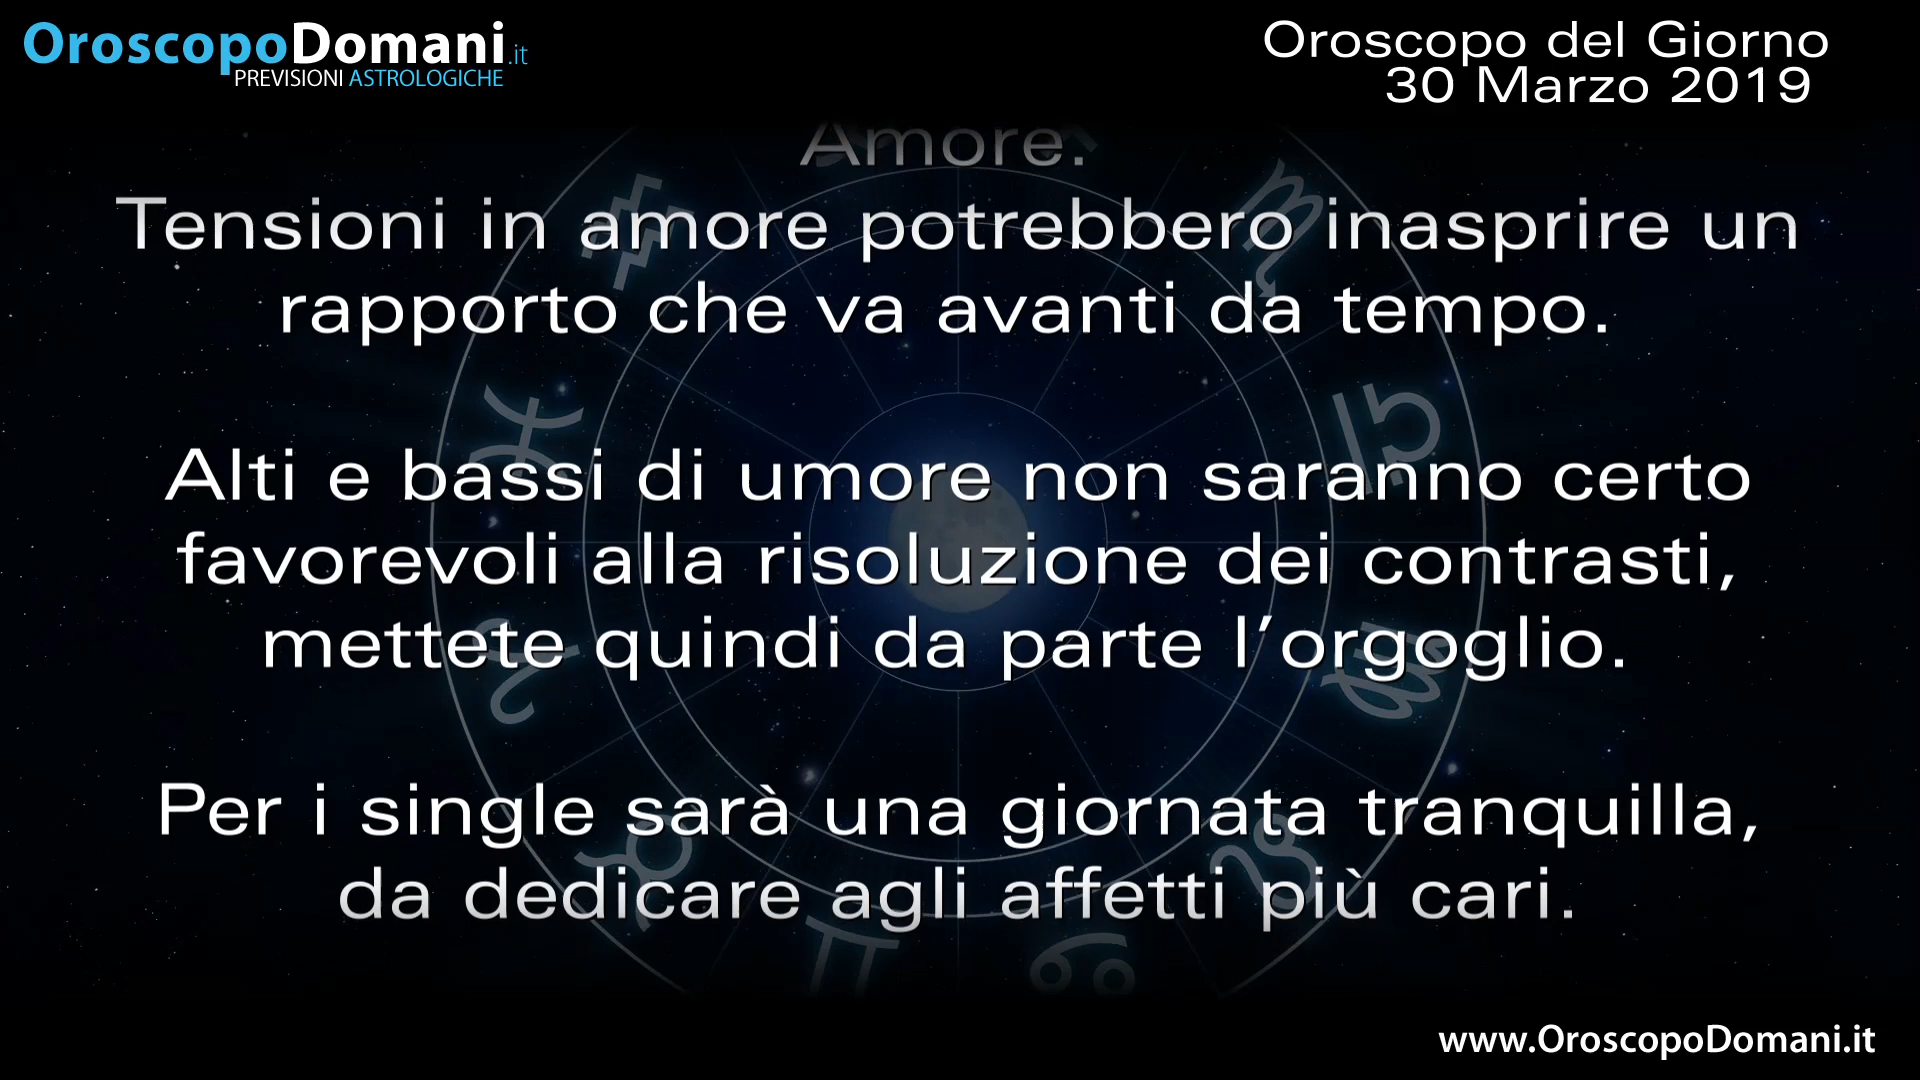 OroscopoDomani.it
PREVISIONI ASTROLOGICHE
Oroscopo del Giorno
30 Marzo 2019
Amore.
Tensioni in amore potrebbero inasprire un
rapporto che va avanti da tempo.
Alti e bassi di umore non saranno certo
favorevoli alla risoluzione dei contrasti,
mettete quindi da parte l'orgoglio.
Per i single sarà una giornata tranquilla,
da dedicare agli affetti più cari.
www.OroscopoDomani.it